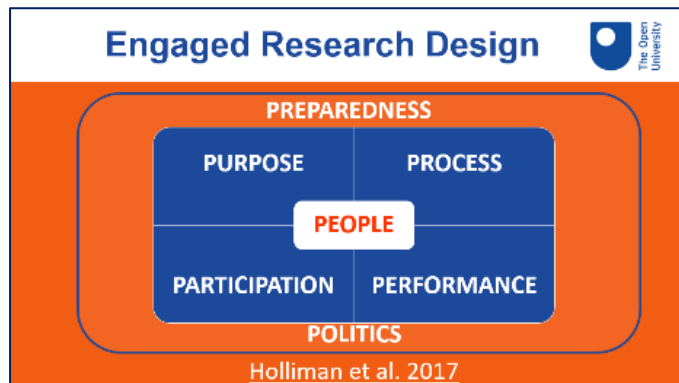 Engaged Research Design
The Open
University
PREPAREDNESS
PURPOSE
PROCESS
PEOPLE
PARTICIPATION
PERFORMANCE
POLITICS
Holliman et al. 2017